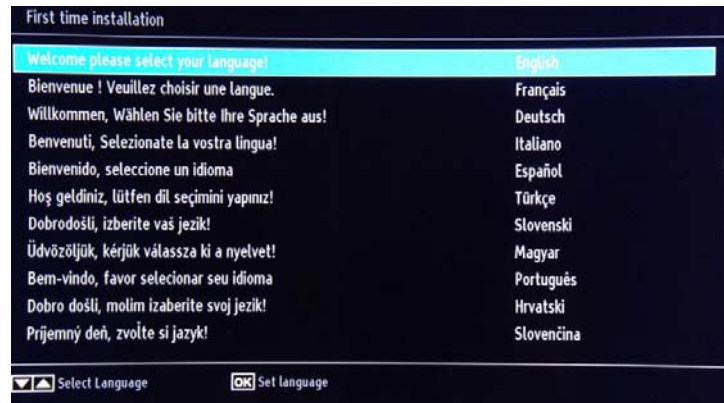 First time installation
Welcome please select your language! English
Bienvenue ! Veuillez choisir une langue. Français
Willkommen, Wählen Sie bitte Ihre Sprache aus! Deutsch
Benvenuti, Selezionate la vostra lingua! Italiano
Bienvenido, seleccione un idioma Español
Hoş geldiniz, lütfen dil seçimini yapınız! Türkçe
Dobrodošli, izberite vaš jezik! Slovenski
Üdvözöljük, kérjük válassza ki a nyelvet! Magyar
Bem-vindo, favor selecionar seu idioma Português
Dobro došli, molim izaberite svoj jezik! Hrvatski
Príjemný deň, zvoľte si jazyk! Slovenčina
Select Language OK Set language